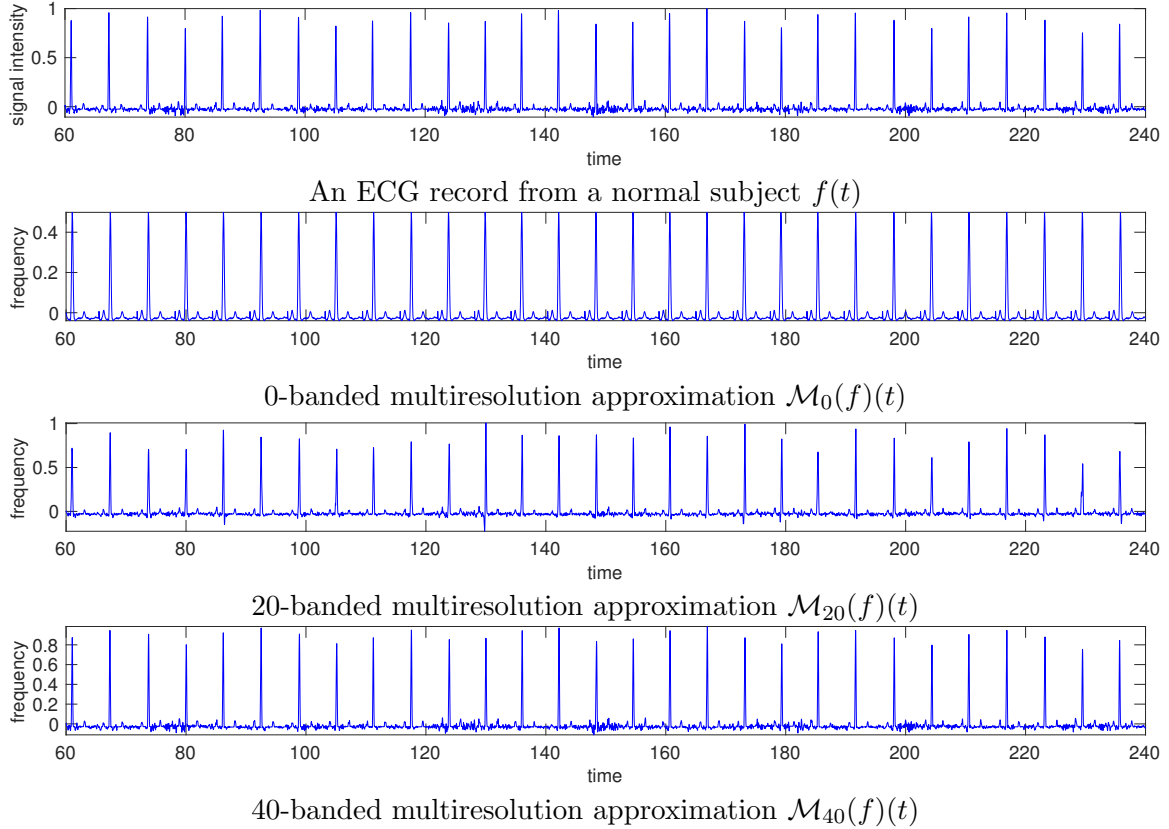 1
0.5
0
signal intensity
60 80 100 120 140 160 180 200 220 240
time
An ECG record from a normal subject f(t)
0.4
0.2
0
frequency
60 80 100 120 140 160 180 200 220 240
time
0-banded multiresolution approximation ℳ₀(f)(t)
1
0.5
0
frequency
60 80 100 120 140 160 180 200 220 240
time
20-banded multiresolution approximation ℳ₂₀(f)(t)
0.8
0.6
0.4
0.2
0
frequency
60 80 100 120 140 160 180 200 220 240
time
40-banded multiresolution approximation ℳ₄₀(f)(t)